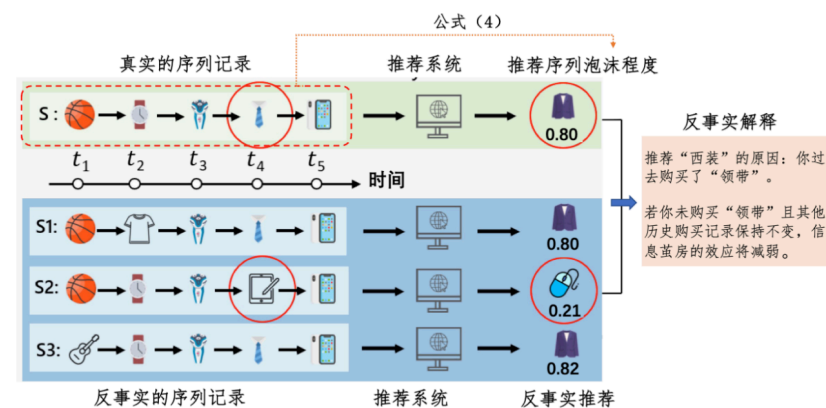 公式（4）
真实的序列记录
推荐系统
推荐序列泡沫程度
S :
0.80
t1
t2
t3
t4
t5
时间
反事实解释
推荐“西装”的原因：你过
去购买了“领带”。
若你未购买“领带”且其他
历史购买记录保持不变，信
息茧房的效应将减弱。
S1:
0.80
S2:
0.21
S3:
0.82
反事实的序列记录
推荐系统
反事实推荐